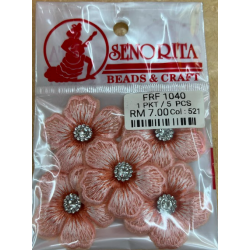 SENORITA
BEADS & CRAFT
FRF 1040
1 PKT / 5 PCS
RM 7.00 Col : 521